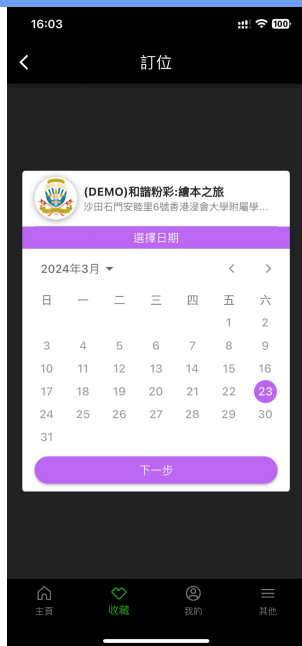 16:03
100
訂位
(DEMO)和諧粉彩:繪本之旅
沙田石門安睦里6號香港浸會大學附屬學...
選擇日期
2024年3月
日 一 二 三 四 五 六
1 2
3 4 5 6 7 8 9
10 11 12 13 14 15 16
17 18 19 20 21 22 23
24 25 26 27 28 29 30
31
下一步
主頁 收藏 我的 其他